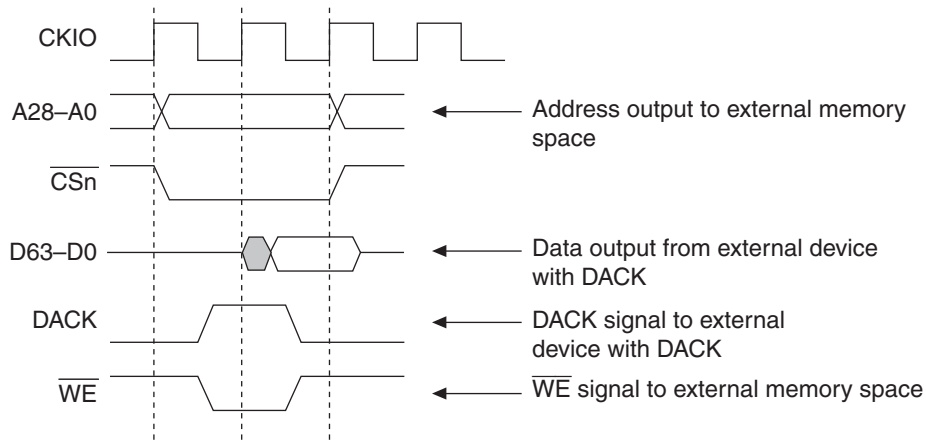 CKIO
A28–A0
Address output to external memory
space
CSn
D63–D0
Data output from external device
with DACK
DACK
DACK signal to external
device with DACK
WE
WE signal to external memory space